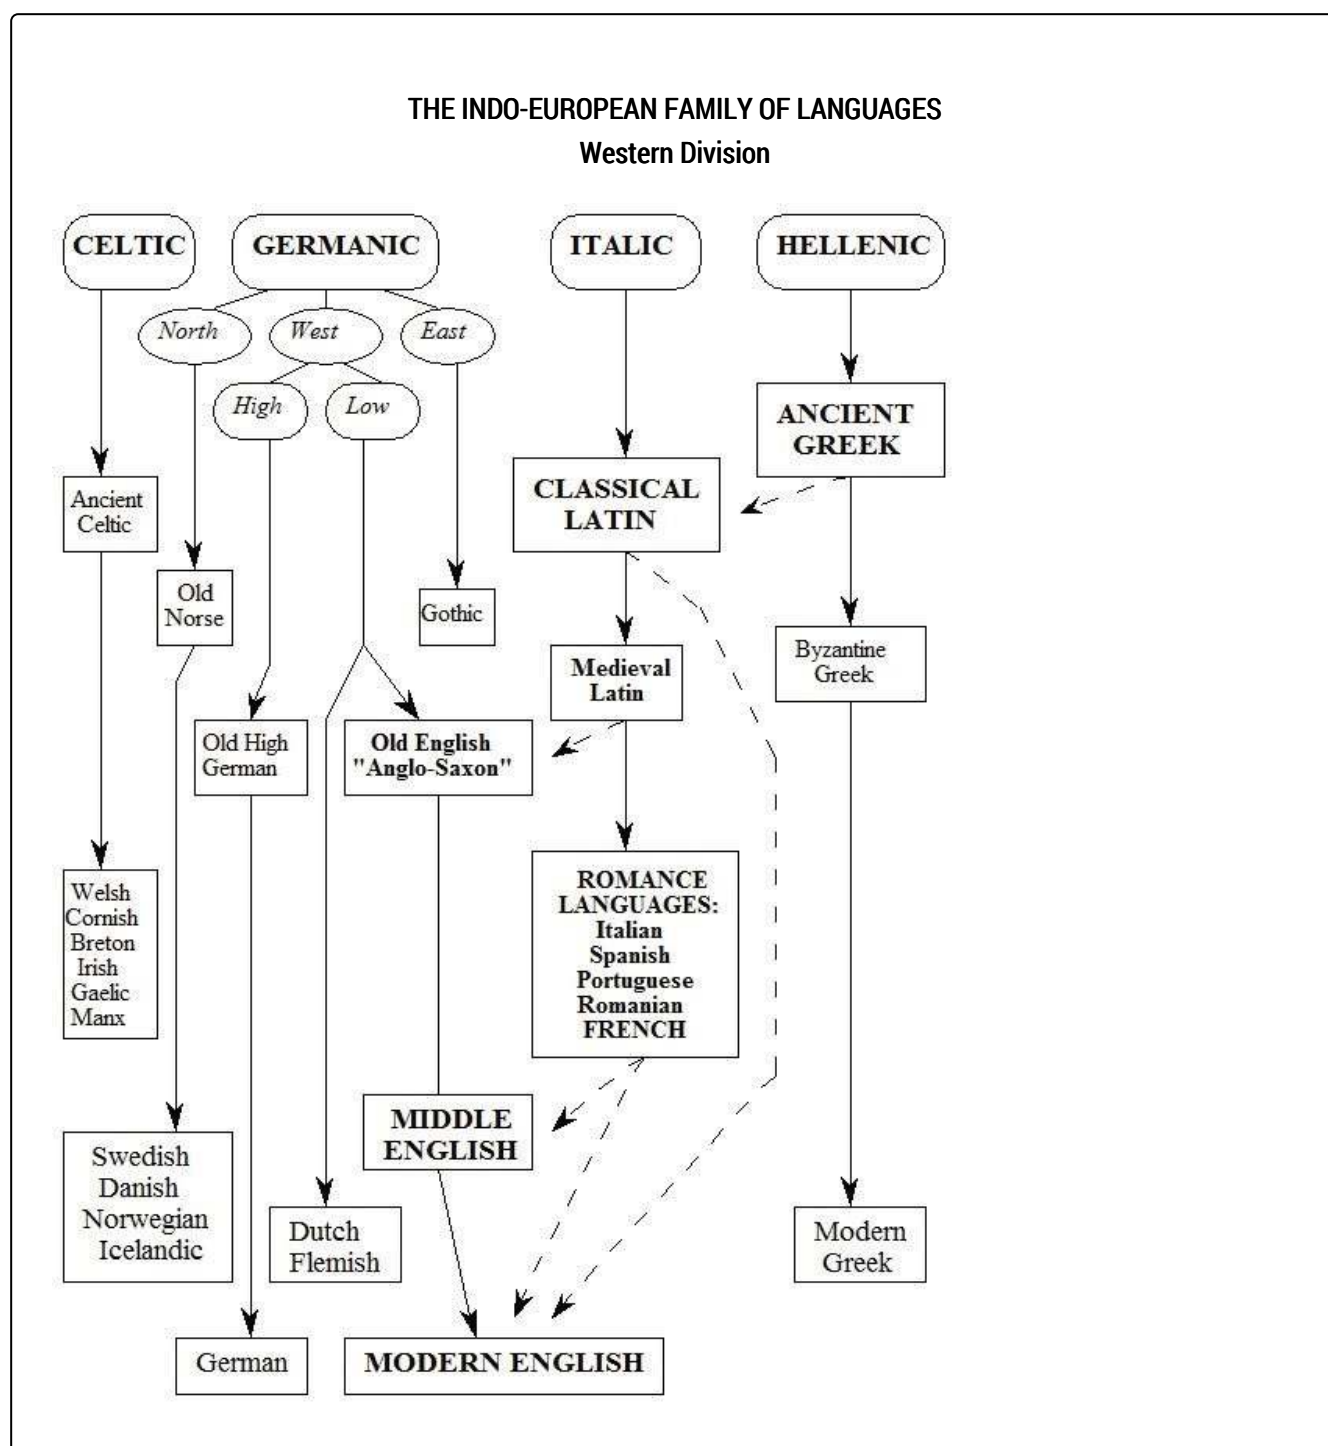 THE INDO-EUROPEAN FAMILY OF LANGUAGES
Western Division
CELTIC
GERMANIC
ITALIC
HELLENIC
North
West
East
High
Low
ANCIENT
GREEK
CLASSICAL
LATIN
Ancient
Celtic
Old
Norse
Gothic
Medieval
Latin
Byzantine
Greek
Old High
German
Old English
"Anglo-Saxon"
Welsh
Cornish
Breton
Irish
Gaelic
Manx
ROMANCE
LANGUAGES:
Italian
Spanish
Portuguese
Romanian
FRENCH
MIDDLE
ENGLISH
Swedish
Danish
Norwegian
Icelandic
Dutch
Flemish
Modern
Greek
German
MODERN ENGLISH